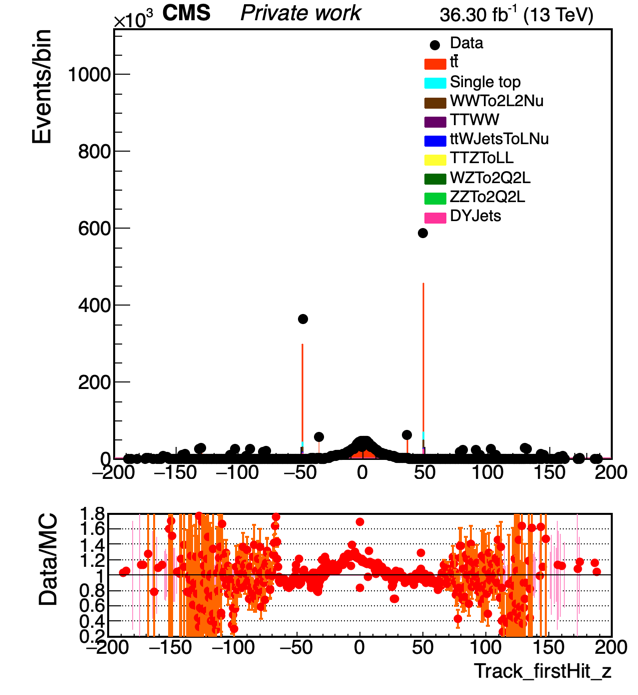 ×10³ CMS Private work 36.30 fb⁻¹ (13 TeV)
Events/bin
1000
800
600
400
200
0
Data
tt̄
Single top
WWTo2L2Nu
TTWW
ttWJetsToLNu
TTZToLL
WZTo2Q2L
ZZTo2Q2L
DYJets
−200 −150 −100 −50 0 50 100 150 200
Data/MC
1.8
1.6
1.4
1.2
1
0.8
0.6
0.4
0.2
−200 −150 −100 −50 0 50 100 150 200
Track_firstHit_z